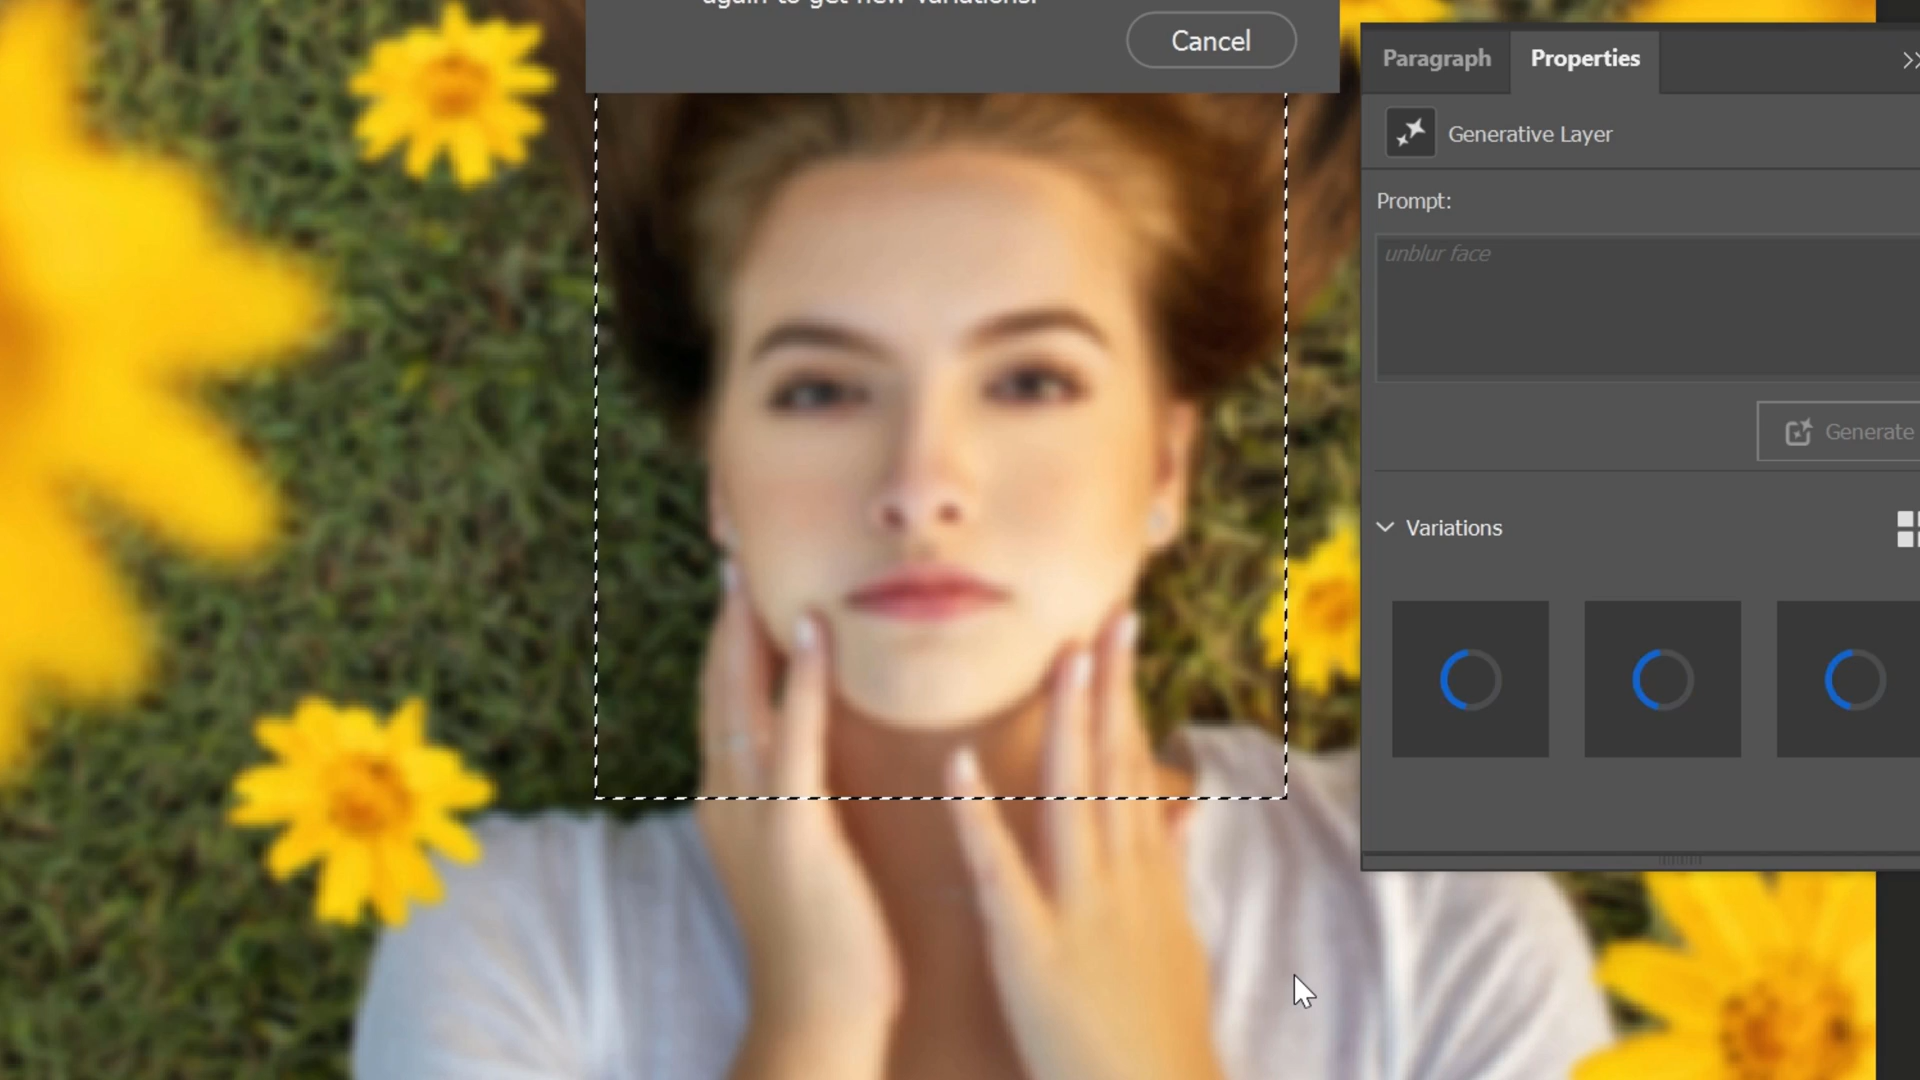 again to get new variations.
Cancel
Paragraph
Properties
Generative Layer
Prompt:
unblur face
Generate
Variations